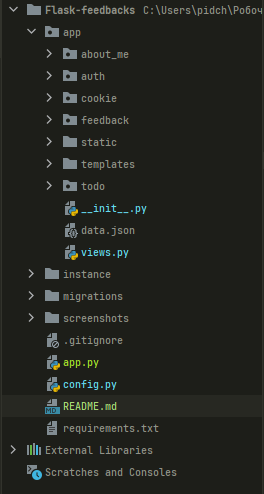 Flask-feedbacks C:\Users\pidch\Робоч
app
about_me
auth
cookie
feedback
static
templates
todo
__init__.py
data.json
views.py
instance
migrations
screenshots
.gitignore
app.py
config.py
README.md
requirements.txt
External Libraries
Scratches and Consoles